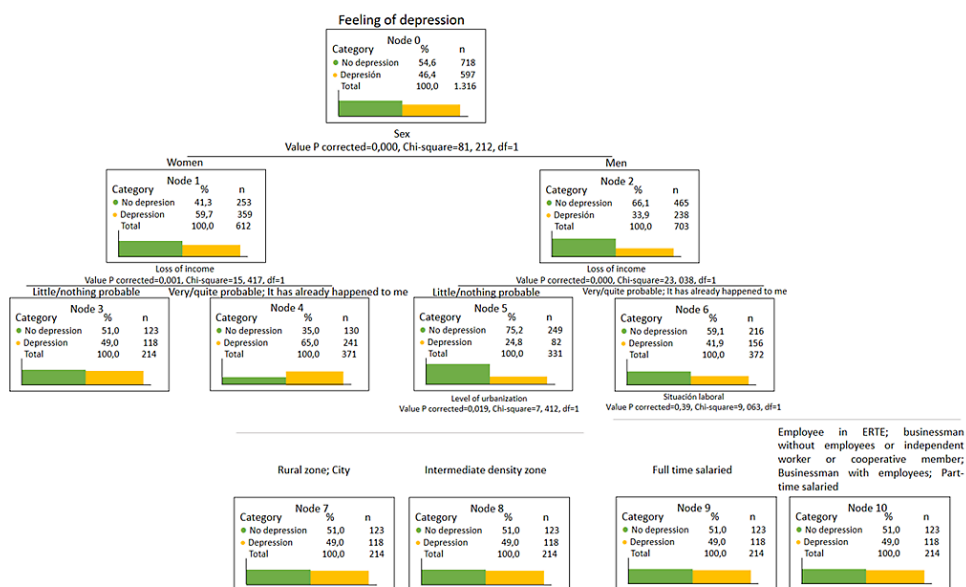 Feeling of depression
Node 0
Category % n
No depression 54,6 718
Depresión 46,4 597
Total 100,0 1.316
Sex
Value P corrected=0,000, Chi-square=81, 212, df=1
Women
Men
Node 1
Category % n
No depresion 41,3 253
Depression 59,7 359
Total 100,0 612
Node 2
Category % n
No depression 66,1 465
Depresión 33,9 238
Total 100,0 703
Loss of income
Value P corrected=0,001, Chi-square=15, 417, df=1
Loss of income
Value P corrected=0,000, Chi-square=23, 038, df=1
Little/nothing probable
Very/quite probable; It has already happened to me
Little/nothing probable
Very/quite probable; It has already happened to me
Node 3
Category % n
No depression 51,0 123
Depression 49,0 118
Total 100,0 214
Node 4
Category % n
No depression 35,0 130
Depression 65,0 241
Total 100,0 371
Node 5
Category % n
No depression 75,2 249
Depression 24,8 82
Total 100,0 331
Node 6
Category % n
No depression 59,1 216
Depression 41,9 156
Total 100,0 372
Level of urbanization
Value P corrected=0,019, Chi-square=7, 412, df=1
Situación laboral
Value P corrected=0,39, Chi-square=9, 063, df=1
Rural zone; City
Intermediate density zone
Full time salaried
Employee in ERTE; businessman
without employees or independent
worker or cooperative member;
Businessman with employees; Part-
time salaried
Node 7
Category % n
No depression 51,0 123
Depression 49,0 118
Total 100,0 214
Node 8
Category % n
No depression 51,0 123
Depression 49,0 118
Total 100,0 214
Node 9
Category % n
No depression 51,0 123
Depression 49,0 118
Total 100,0 214
Node 10
Category % n
No depression 51,0 123
Depression 49,0 118
Total 100,0 214